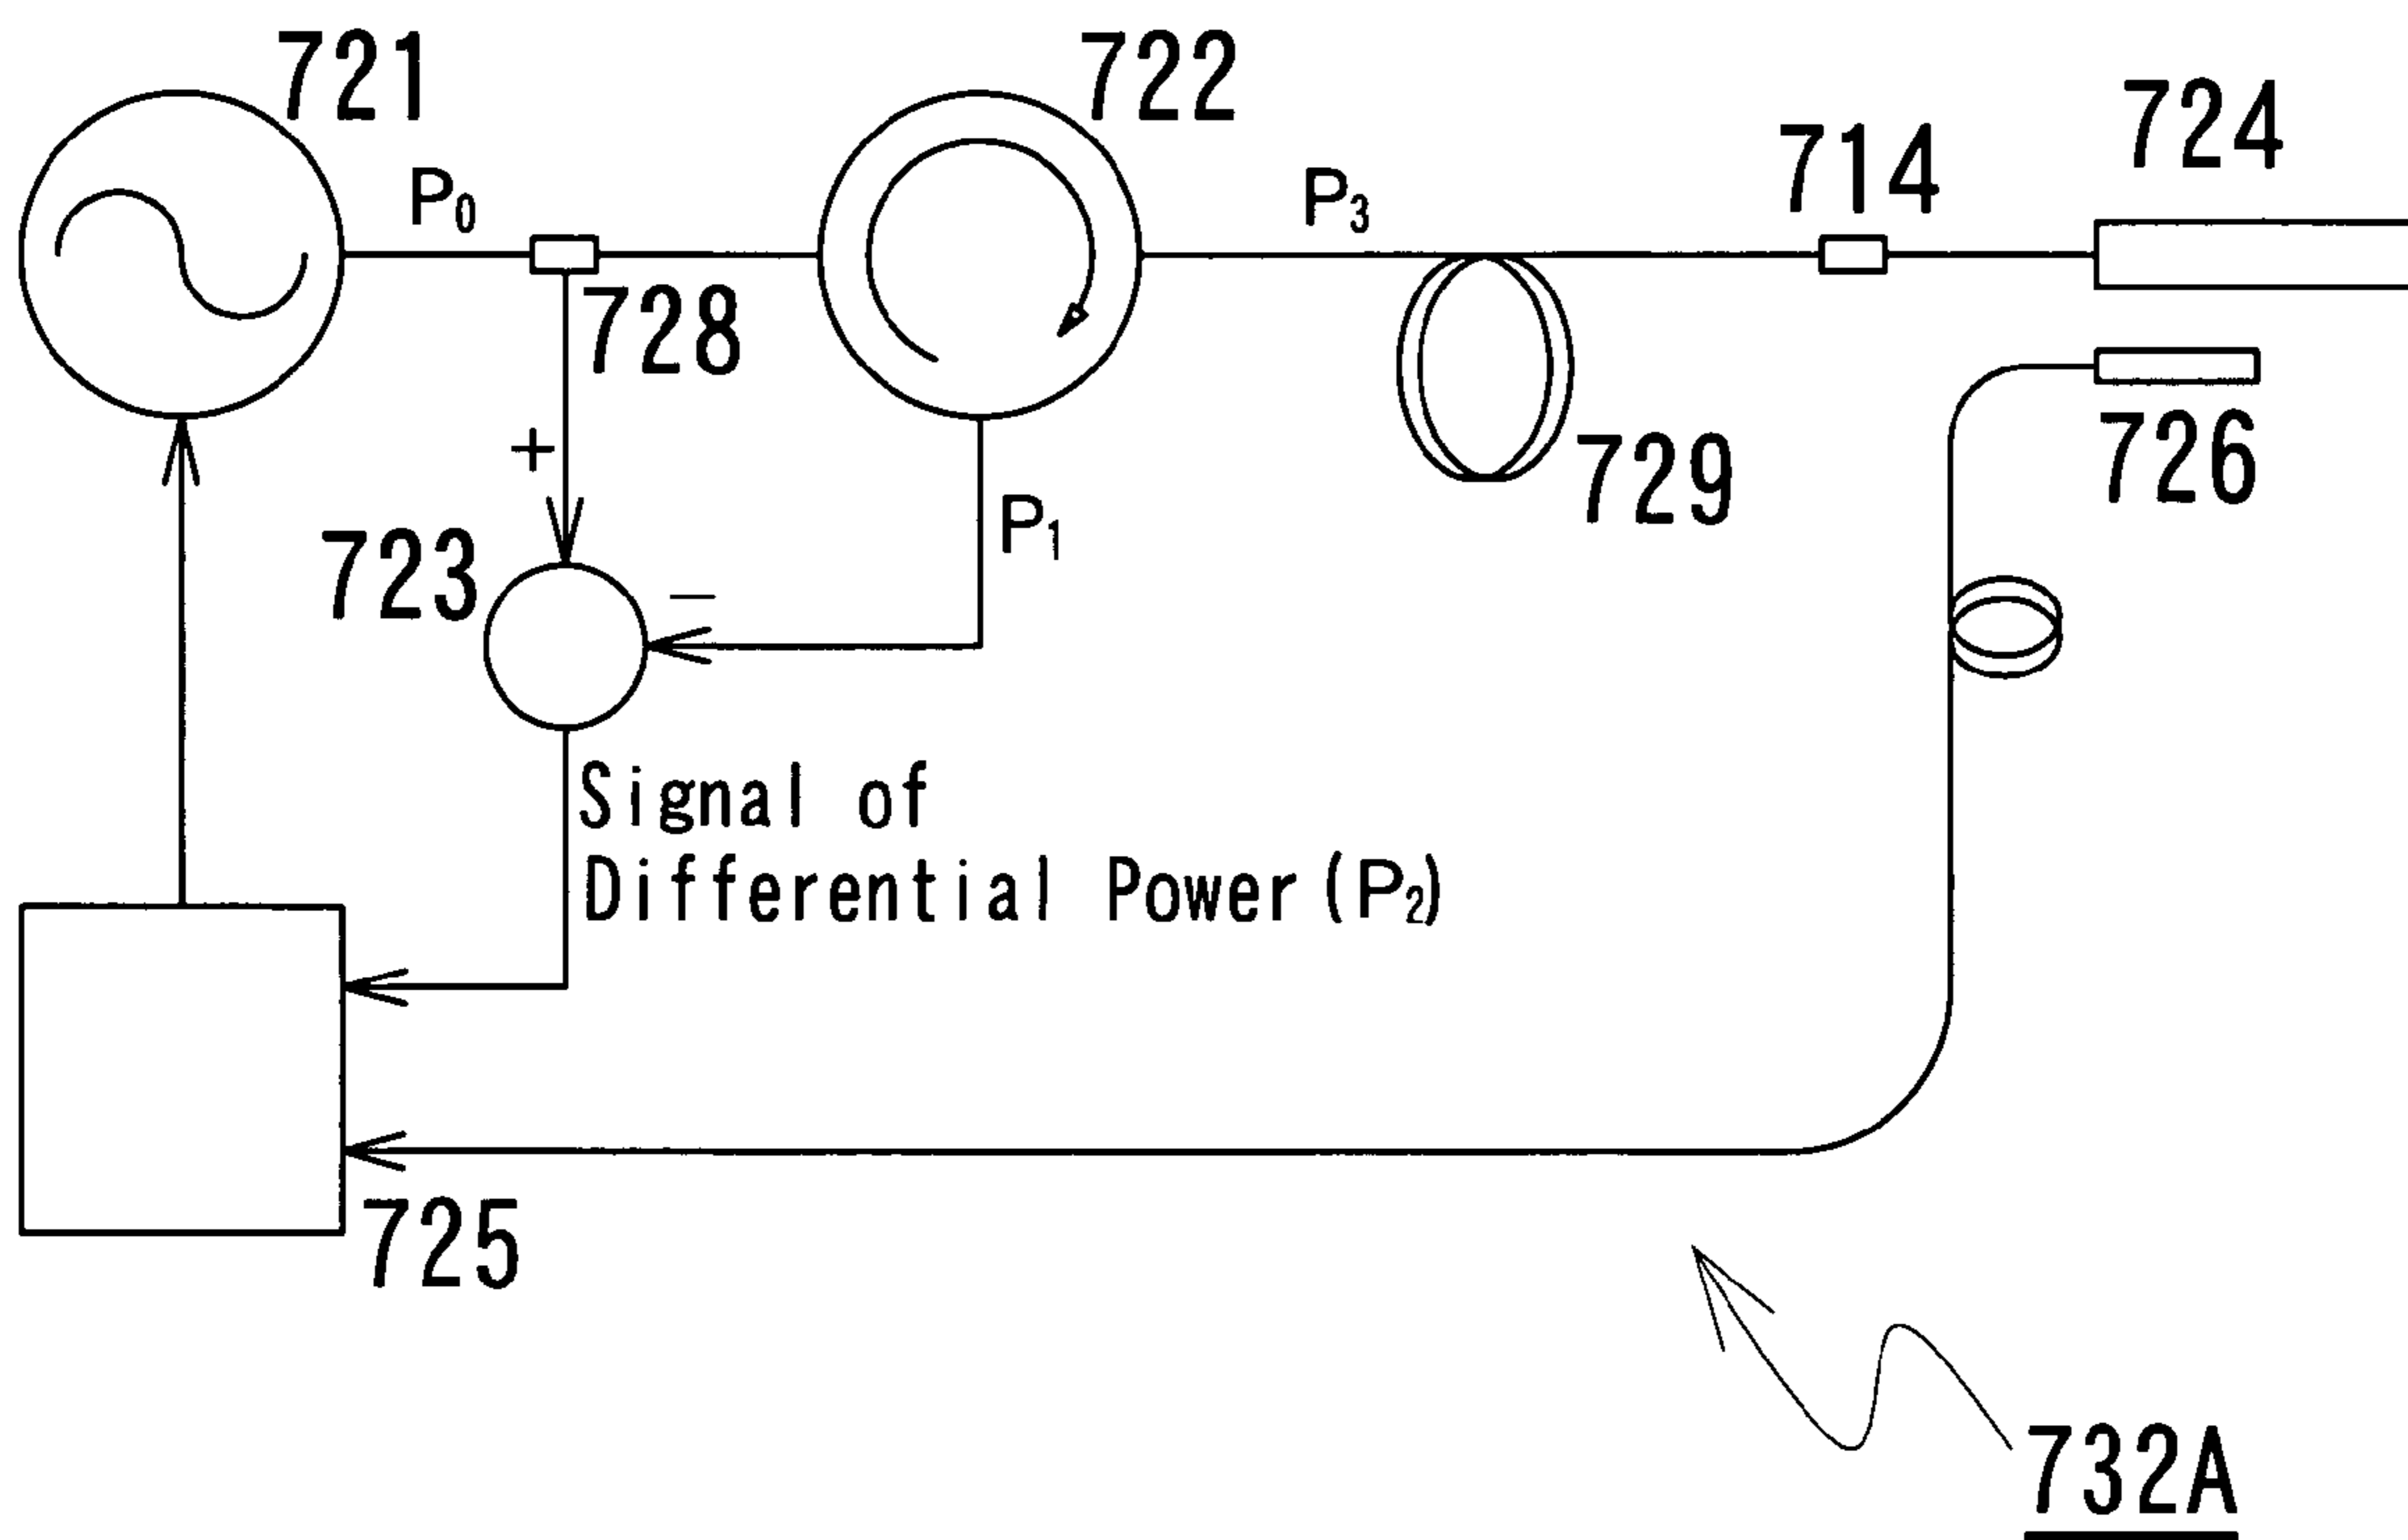 721
722
724
714
P₀
P₃
728
726
+
729
P₁
723
−
Signal of
Differential Power (P₂)
725
732A